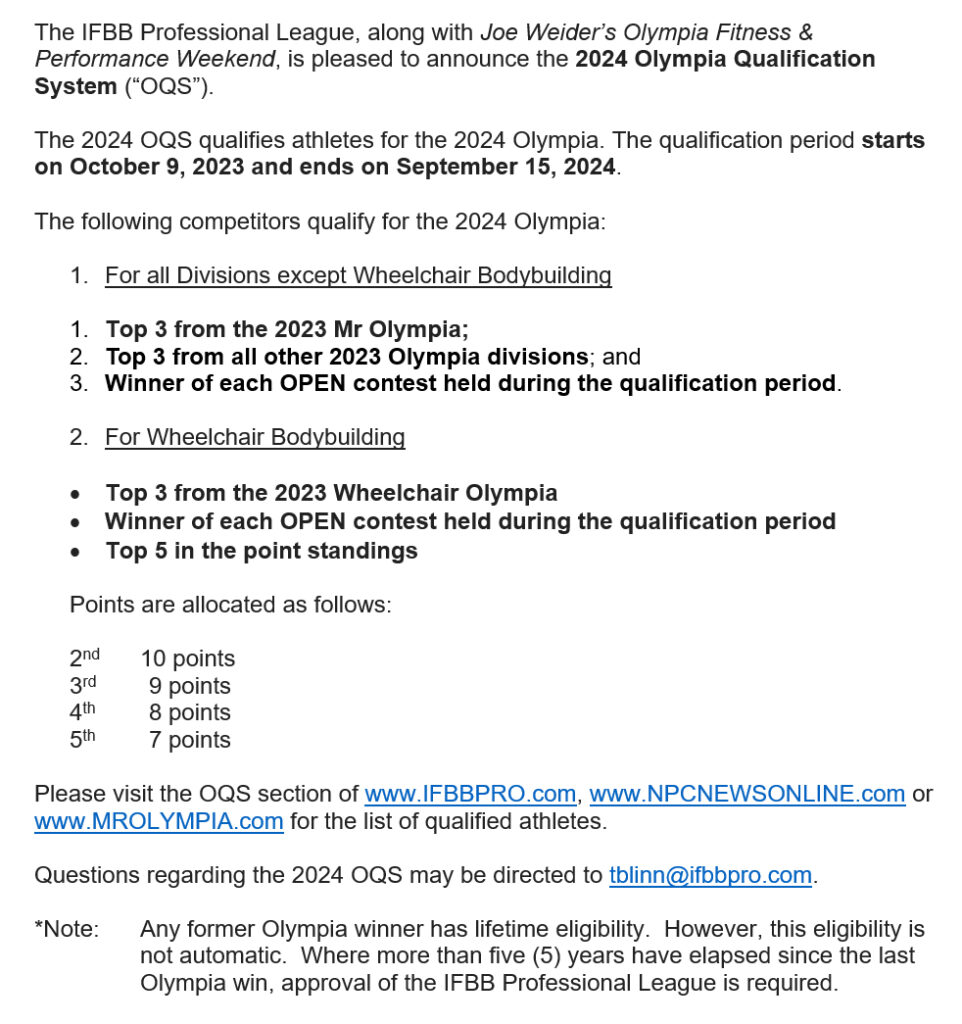 The IFBB Professional League, along with Joe Weider's Olympia Fitness &
Performance Weekend, is pleased to announce the 2024 Olympia Qualification
System (“OQS”).
The 2024 OQS qualifies athletes for the 2024 Olympia. The qualification period starts
on October 9, 2023 and ends on September 15, 2024.
The following competitors qualify for the 2024 Olympia:
1. For all Divisions except Wheelchair Bodybuilding
1. Top 3 from the 2023 Mr Olympia;
2. Top 3 from all other 2023 Olympia divisions; and
3. Winner of each OPEN contest held during the qualification period.
2. For Wheelchair Bodybuilding
• Top 3 from the 2023 Wheelchair Olympia
• Winner of each OPEN contest held during the qualification period
• Top 5 in the point standings
Points are allocated as follows:
2nd 10 points
3rd 9 points
4th 8 points
5th 7 points
Please visit the OQS section of www.IFBBPRO.com, www.NPCNEWSONLINE.com or
www.MROLYMPIA.com for the list of qualified athletes.
Questions regarding the 2024 OQS may be directed to tblinn@ifbbpro.com.
*Note: Any former Olympia winner has lifetime eligibility. However, this eligibility is
not automatic. Where more than five (5) years have elapsed since the last
Olympia win, approval of the IFBB Professional League is required.